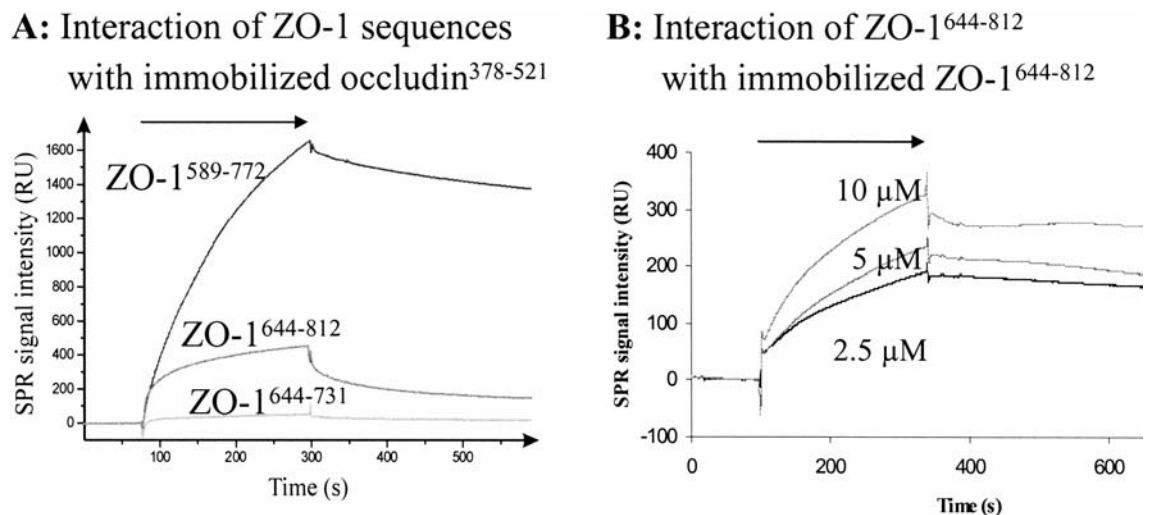 A: Interaction of ZO-1 sequences
with immobilized occludin378-521
SPR signal intensity (RU)
1600
1400
1200
1000
800
600
400
200
0
ZO-1589-772
ZO-1644-812
ZO-1644-731
100
200
300
400
500
Time (s)
B: Interaction of ZO-1644-812
with immobilized ZO-1644-812
SPR signal intensity (RU)
400
300
200
100
0
-100
10 µM
5 µM
2.5 µM
0
200
400
600
Time (s)